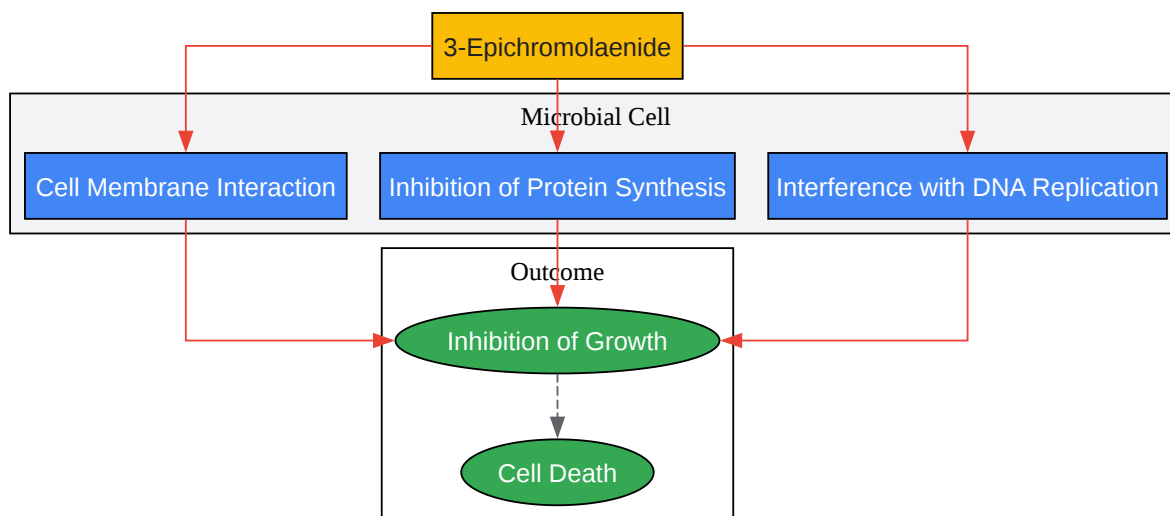 3-Epichromolaenide
Microbial Cell
Cell Membrane Interaction
Inhibition of Protein Synthesis
Interference with DNA Replication
Outcome
Inhibition of Growth
Cell Death